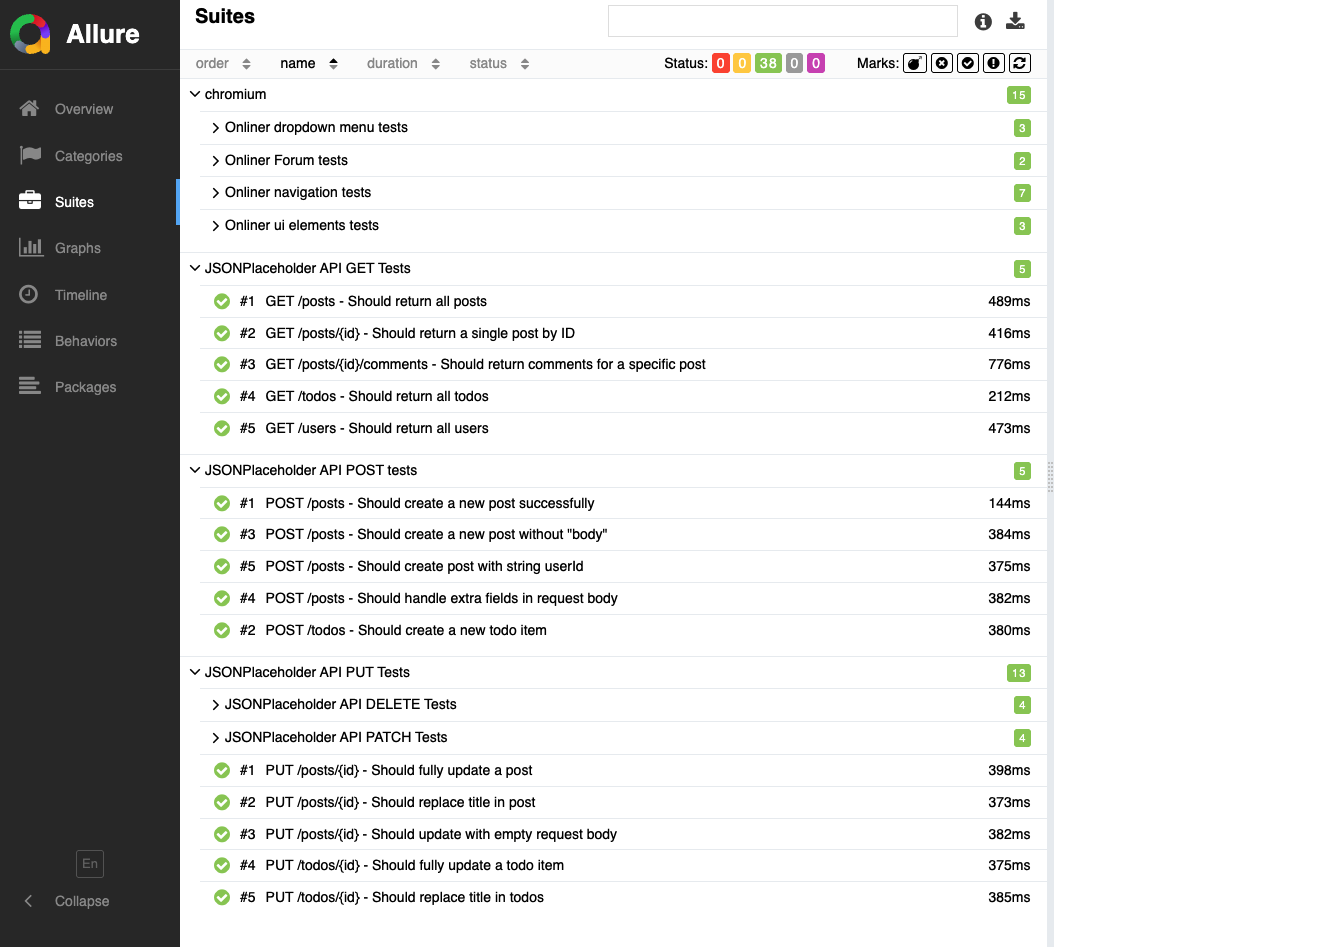 Allure
Overview
Categories
Suites
Graphs
Timeline
Behaviors
Packages
En
Collapse
Suites
order name duration status Status: 0 0 38 0 0 Marks:
chromium 15
Onliner dropdown menu tests 3
Onliner Forum tests 2
Onliner navigation tests 7
Onliner ui elements tests 3
JSONPlaceholder API GET Tests 5
#1 GET /posts - Should return all posts 489ms
#2 GET /posts/{id} - Should return a single post by ID 416ms
#3 GET /posts/{id}/comments - Should return comments for a specific post 776ms
#4 GET /todos - Should return all todos 212ms
#5 GET /users - Should return all users 473ms
JSONPlaceholder API POST tests 5
#1 POST /posts - Should create a new post successfully 144ms
#3 POST /posts - Should create a new post without "body" 384ms
#5 POST /posts - Should create post with string userId 375ms
#4 POST /posts - Should handle extra fields in request body 382ms
#2 POST /todos - Should create a new todo item 380ms
JSONPlaceholder API PUT Tests 13
JSONPlaceholder API DELETE Tests 4
JSONPlaceholder API PATCH Tests 4
#1 PUT /posts/{id} - Should fully update a post 398ms
#2 PUT /posts/{id} - Should replace title in post 373ms
#3 PUT /posts/{id} - Should update with empty request body 382ms
#4 PUT /todos/{id} - Should fully update a todo item 375ms
#5 PUT /todos/{id} - Should replace title in todos 385ms